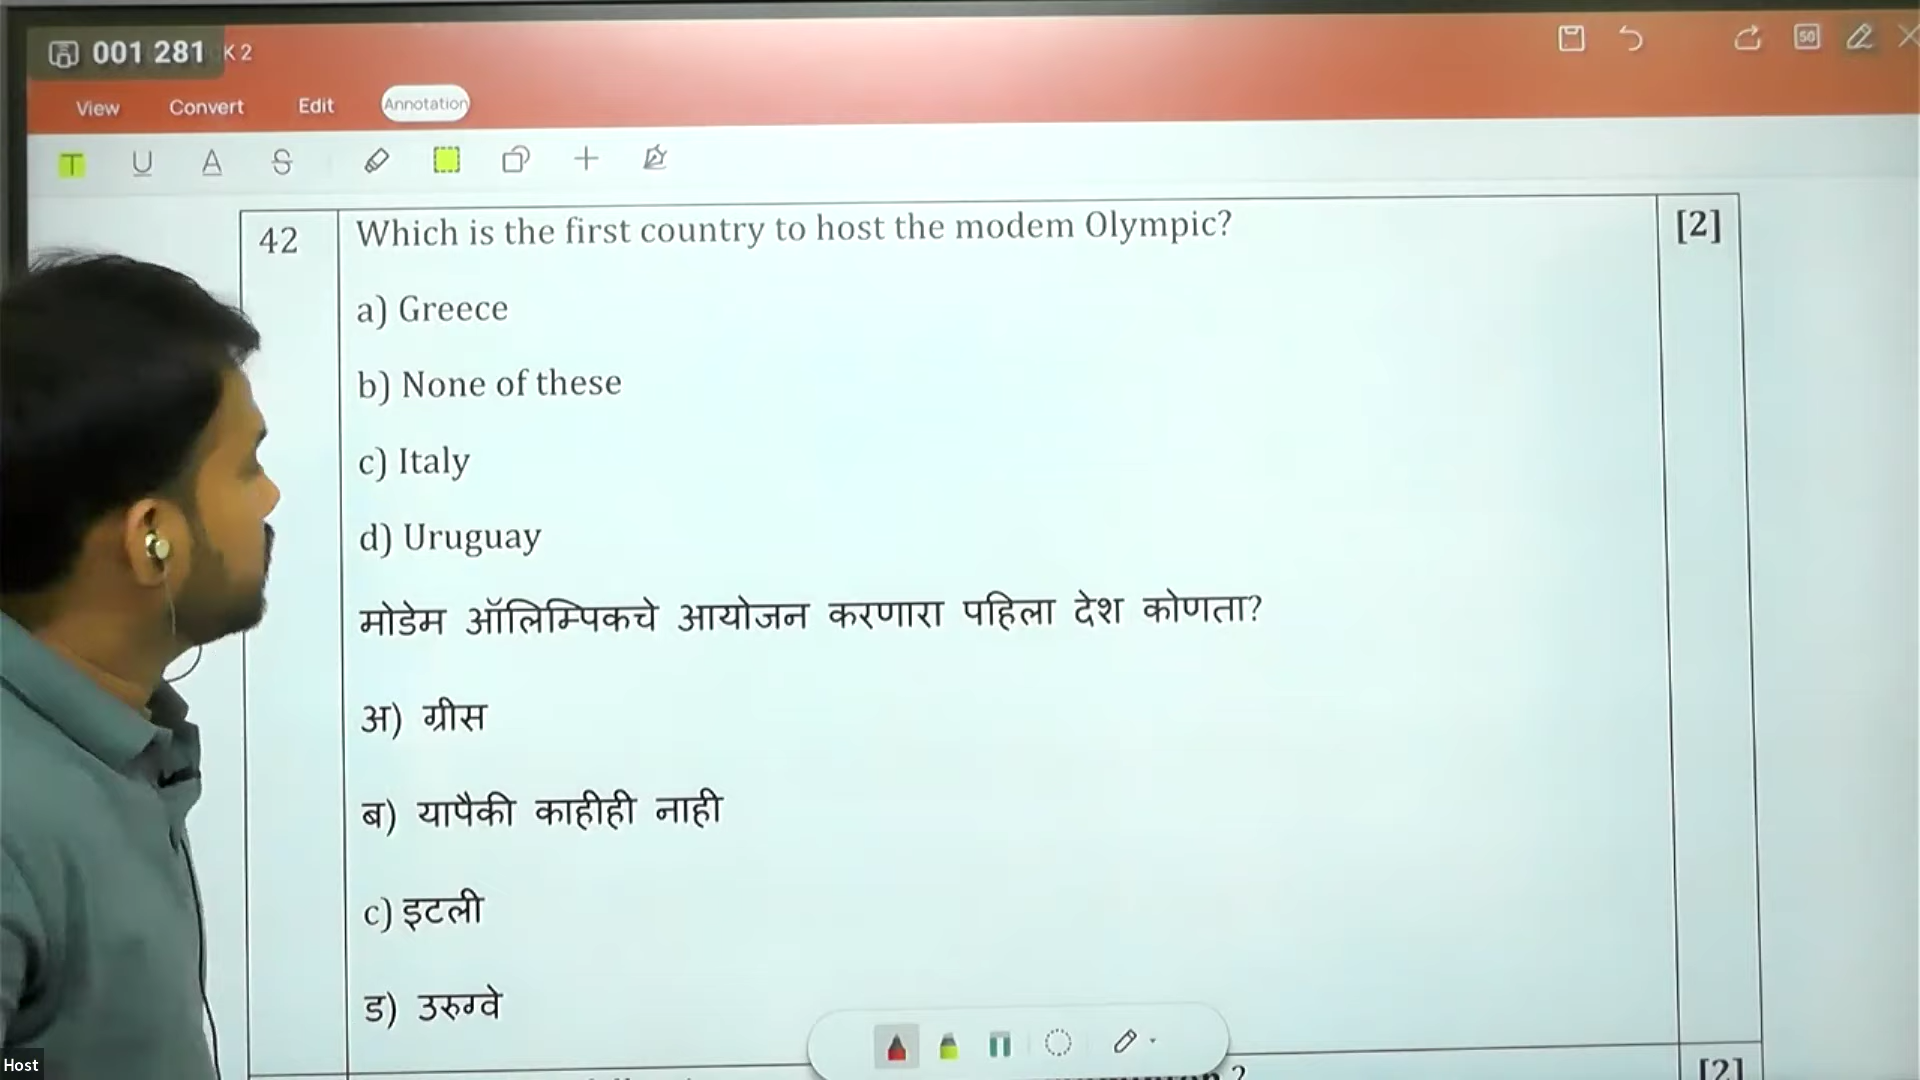 001 281 K 2
View Convert Edit Annotation
42 Which is the first country to host the modem Olympic? [2]
a) Greece
b) None of these
c) Italy
d) Uruguay
मोडेम ऑलिम्पिकचे आयोजन करणारा पहिला देश कोणता?
अ) ग्रीस
ब) यापैकी काहीही नाही
c) इटली
ड) उरुग्वे
Host
[2]